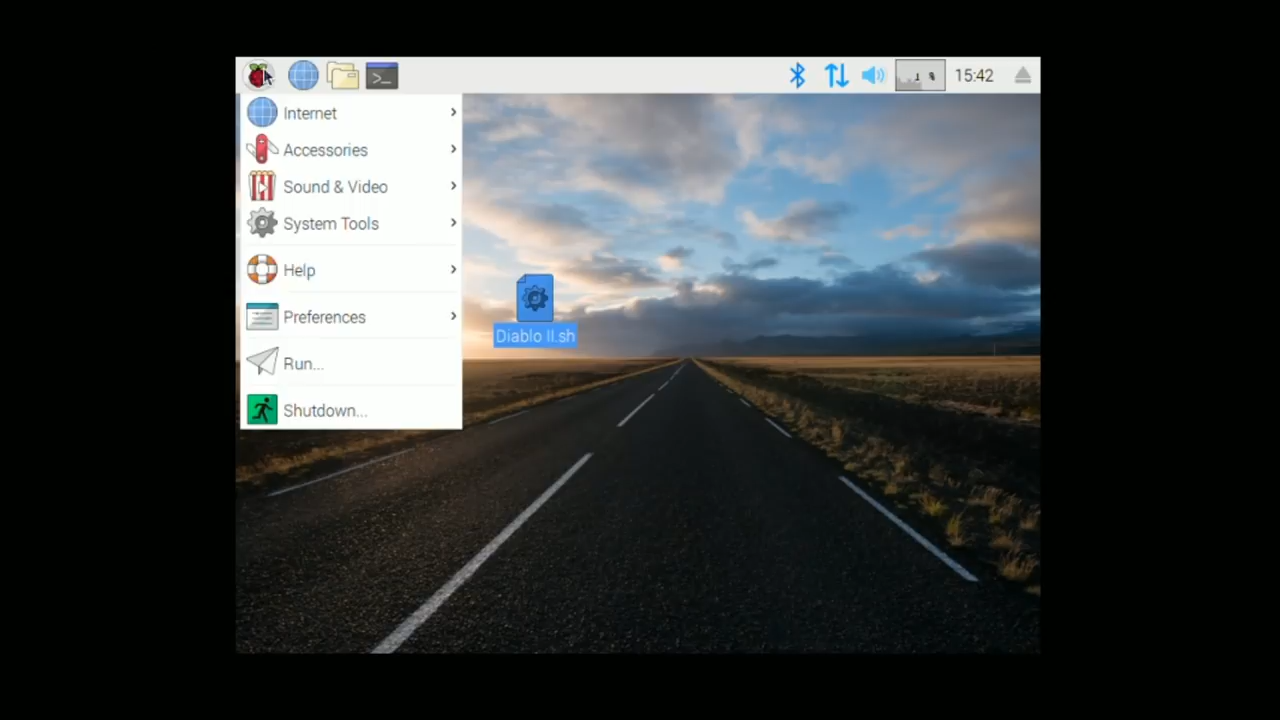 15:42
Internet
Accessories
Sound & Video
System Tools
Help
Preferences
Run...
Shutdown...
Diablo II.sh